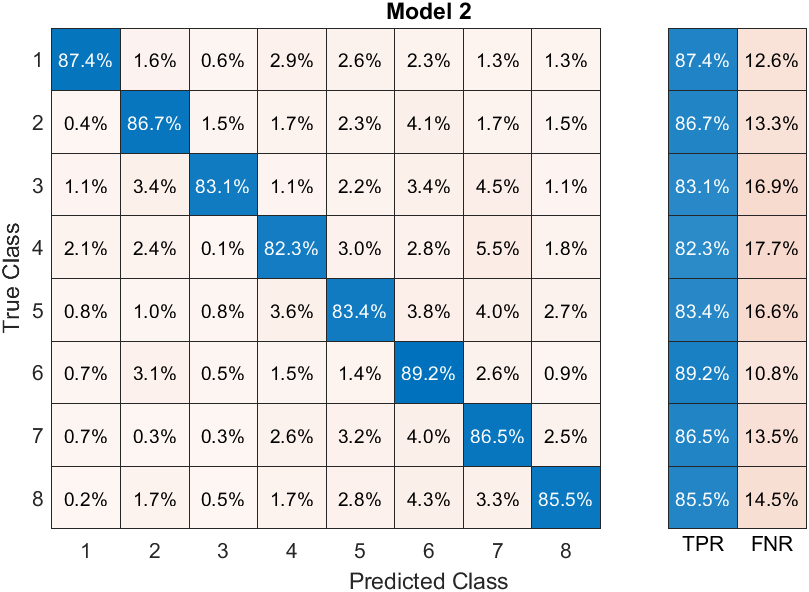 Model 2
1 87.4% 1.6% 0.6% 2.9% 2.6% 2.3% 1.3% 1.3% 87.4% 12.6%
2 0.4% 86.7% 1.5% 1.7% 2.3% 4.1% 1.7% 1.5% 86.7% 13.3%
3 1.1% 3.4% 83.1% 1.1% 2.2% 3.4% 4.5% 1.1% 83.1% 16.9%
4 2.1% 2.4% 0.1% 82.3% 3.0% 2.8% 5.5% 1.8% 82.3% 17.7%
5 0.8% 1.0% 0.8% 3.6% 83.4% 3.8% 4.0% 2.7% 83.4% 16.6%
6 0.7% 3.1% 0.5% 1.5% 1.4% 89.2% 2.6% 0.9% 89.2% 10.8%
7 0.7% 0.3% 0.3% 2.6% 3.2% 4.0% 86.5% 2.5% 86.5% 13.5%
8 0.2% 1.7% 0.5% 1.7% 2.8% 4.3% 3.3% 85.5% 85.5% 14.5%
True Class
1 2 3 4 5 6 7 8 TPR FNR
Predicted Class